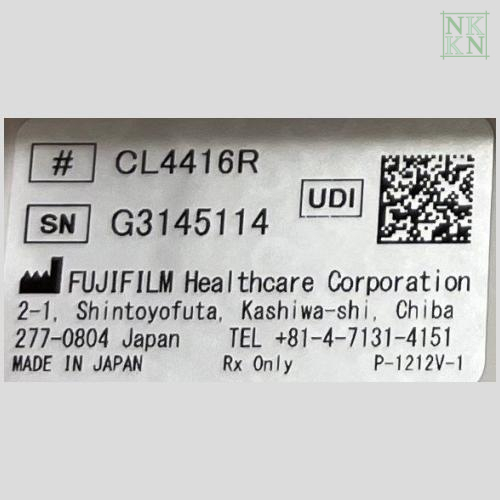 NK
KN
# CL4416R
SN G3145114
UDI
FUJIFILM Healthcare Corporation
2-1, Shintoyofuta, Kashiwa-shi, Chiba
277-0804 Japan TEL +81-4-7131-4151
MADE IN JAPAN Rx Only P-1212V-1